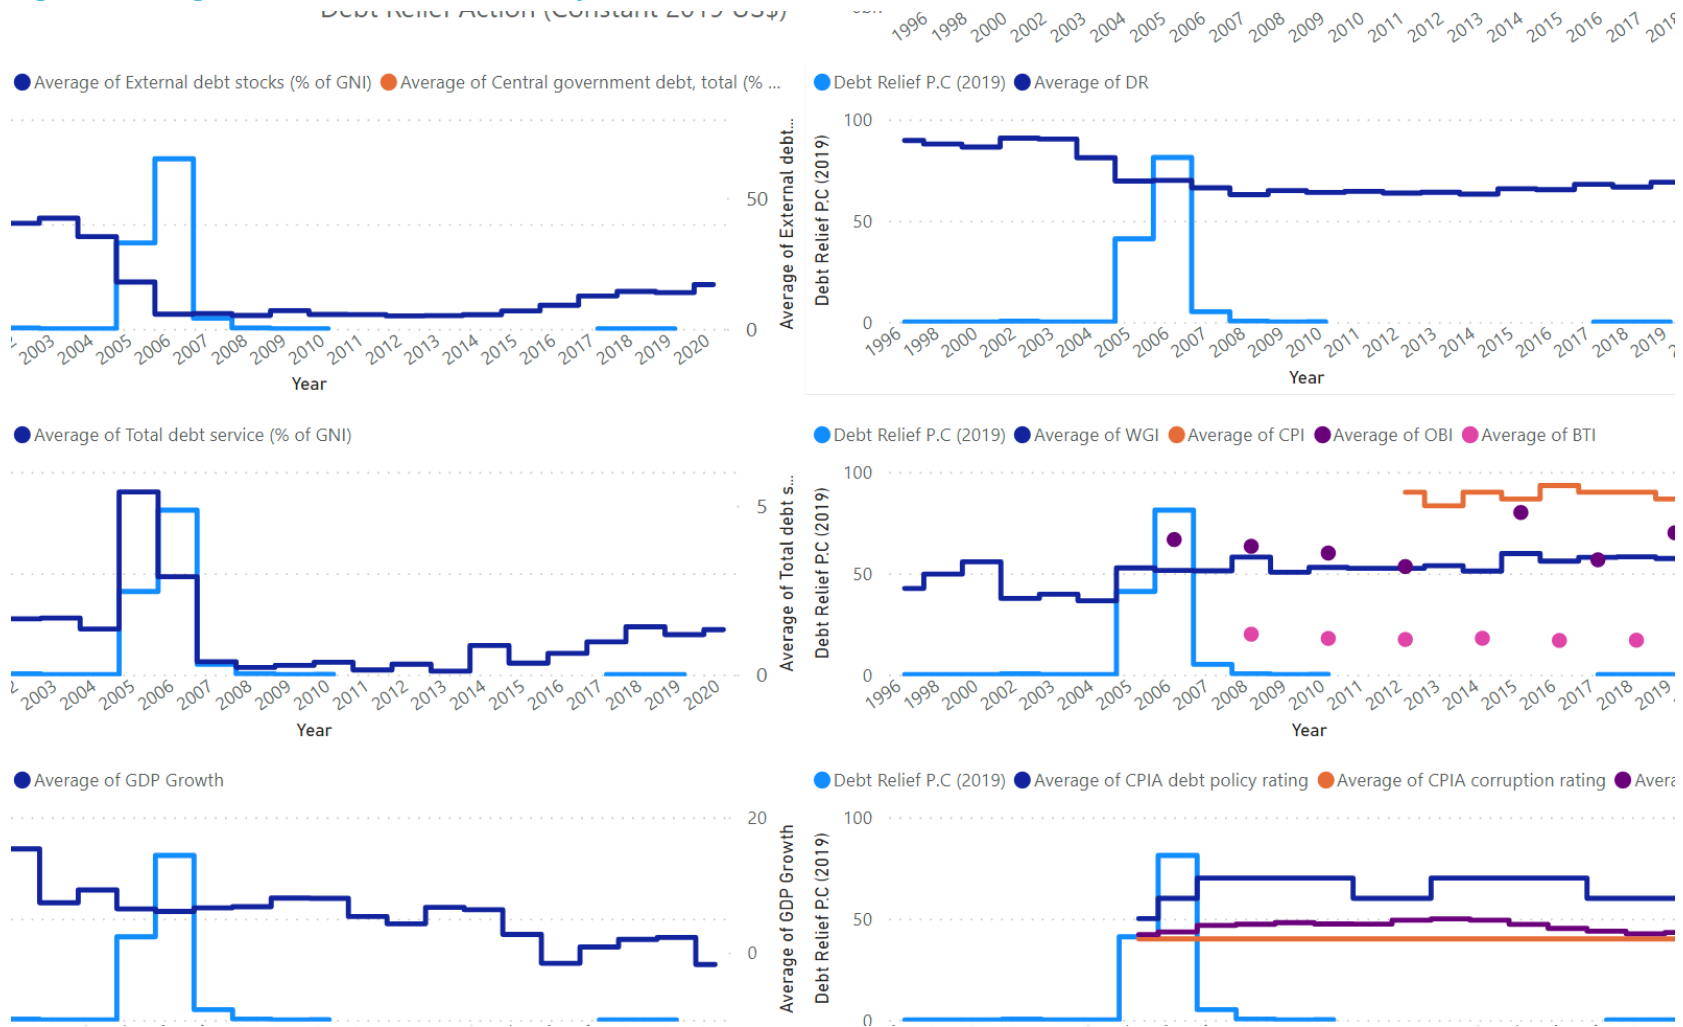 Debt Relief Action (Constant 2019 US$)
1996 1998 2000 2002 2003 2004 2005 2006 2007 2008 2009 2010 2011 2012 2013 2014 2015 2016 2017 2018
Average of External debt stocks (% of GNI) Average of Central government debt, total (% ...
50
0
Average of External debt...
2003 2004 2005 2006 2007 2008 2009 2010 2011 2012 2013 2014 2015 2016 2017 2018 2019 2020
Year
Debt Relief P.C (2019) Average of DR
100
50
0
Debt Relief P.C (2019)
1996 1998 2000 2002 2003 2004 2005 2006 2007 2008 2009 2010 2011 2012 2013 2014 2015 2016 2017 2018 2019
Year
Average of Total debt service (% of GNI)
5
0
Average of Total debt s...
2003 2004 2005 2006 2007 2008 2009 2010 2011 2012 2013 2014 2015 2016 2017 2018 2019 2020
Year
Debt Relief P.C (2019) Average of WGI Average of CPI Average of OBI Average of BTI
100
50
0
Debt Relief P.C (2019)
1996 1998 2000 2002 2003 2004 2005 2006 2007 2008 2009 2010 2011 2012 2013 2014 2015 2016 2017 2018 2019
Year
Average of GDP Growth
20
0
Average of GDP Growth
Debt Relief P.C (2019) Average of CPIA debt policy rating Average of CPIA corruption rating Avera
100
50
0
Debt Relief P.C (2019)